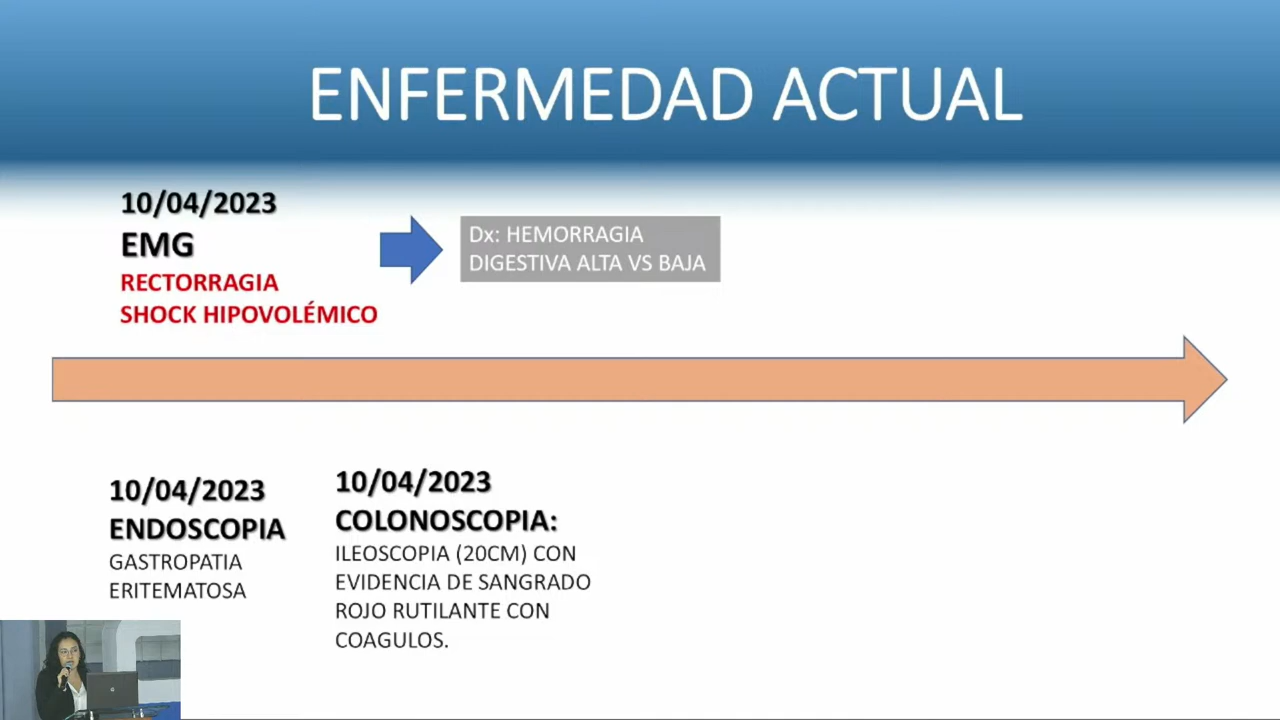 ENFERMEDAD ACTUAL
10/04/2023
EMG
RECTORRAGIA
SHOCK HIPOVOLÉMICO
Dx: HEMORRAGIA
DIGESTIVA ALTA VS BAJA
10/04/2023
ENDOSCOPIA
GASTROPATIA
ERITEMATOSA
10/04/2023
COLONOSCOPIA:
ILEOSCOPIA (20CM) CON
EVIDENCIA DE SANGRADO
ROJO RUTILANTE CON
COAGULOS.